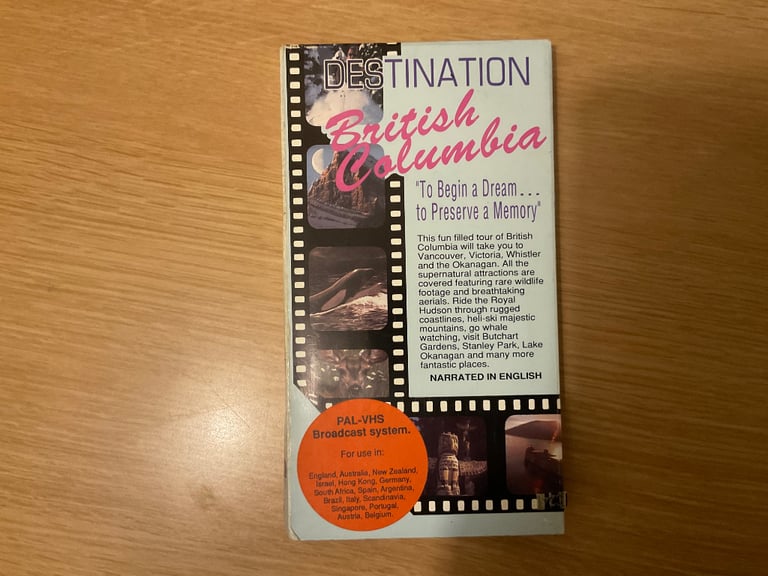 DESTINATION
British
Columbia
"To Begin a Dream...
to Preserve a Memory"
This fun filled tour of British
Columbia will take you to
Vancouver, Victoria, Whistler
and the Okanagan. All the
supernatural attractions are
covered featuring rare wildlife
footage and breathtaking
aerials. Ride the Royal
Hudson through rugged
coastlines, heli-ski majestic
mountains, go whale
watching, visit Butchart
Gardens, Stanley Park, Lake
Okanagan and many more
fantastic places.
NARRATED IN ENGLISH
PAL-VHS
Broadcast system.
For use in:
England, Australia, New Zealand,
Israel, Hong Kong, Germany,
South Africa, Spain, Argentina,
Brazil, Italy, Scandinavia,
Singapore, Portugal,
Austria, Belgium.